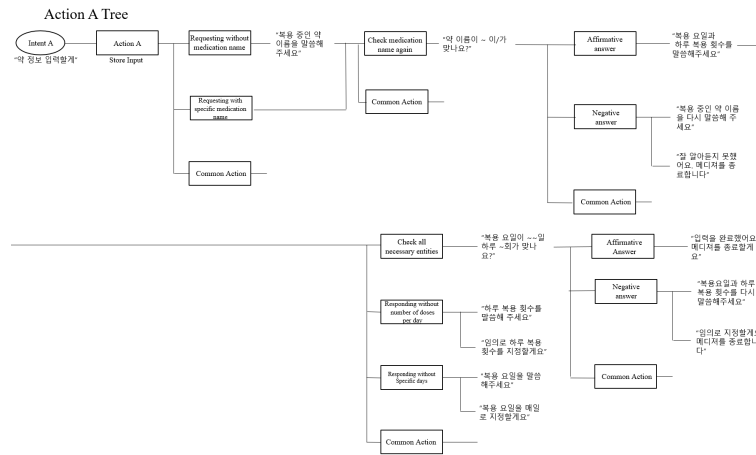 Action A Tree
Intent A
"약 정보 입력할게"
Action A
Store Input
Requesting without
medication name
"복용 중인 약
이름을 말씀해
주세요"
Requesting with
specific medication
name
Common Action
Check medication
name again
"약 이름이 ~ 이/가
맞나요?"
Common Action
Affirmative
answer
"복용 요일과
하루 복용 횟수를
말씀해주세요"
Negative
answer
"복용 중인 약 이름
을 다시 말씀해 주
세요"
"잘 알아듣지 못했
어요. 메디져를 종
료합니다"
Common Action
Check all
necessary entities
"복용 요일이 ~~일
하루 ~회가 맞나
요?"
Responding without
number of doses
per day
"하루 복용 횟수를
말씀해 주세요"
"임의로 하루 복용
횟수를 지정할게요"
Responding without
Specific days
"복용 요일을 말씀
해주세요"
"복용 요일을 매일
로 지정할게요"
Common Action
Affirmative
Answer
"입력을 완료했어요
메디져를 종료할게
요"
Negative
answer
"복용요일과 하루
복용 횟수를 다시
말씀해주세요"
"임의로 지정할게요
메디져를 종료합니
다"
Common Action